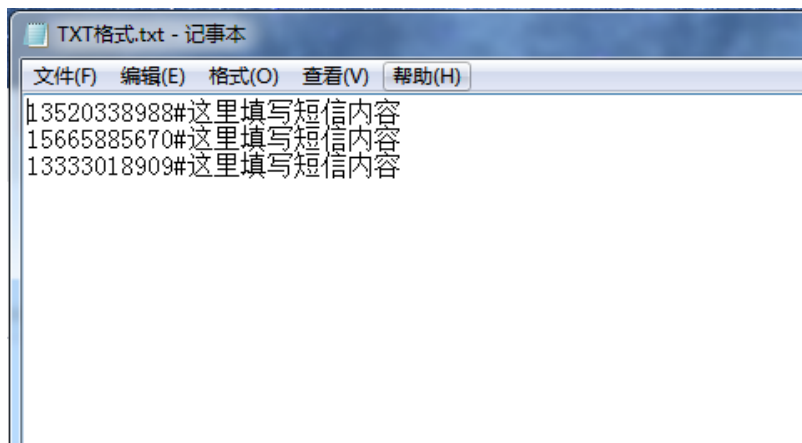 TXT格式.txt - 记事本
文件(F) 编辑(E) 格式(O) 查看(V) 帮助(H)
13520338988#这里填写短信内容
15665885670#这里填写短信内容
13333018909#这里填写短信内容